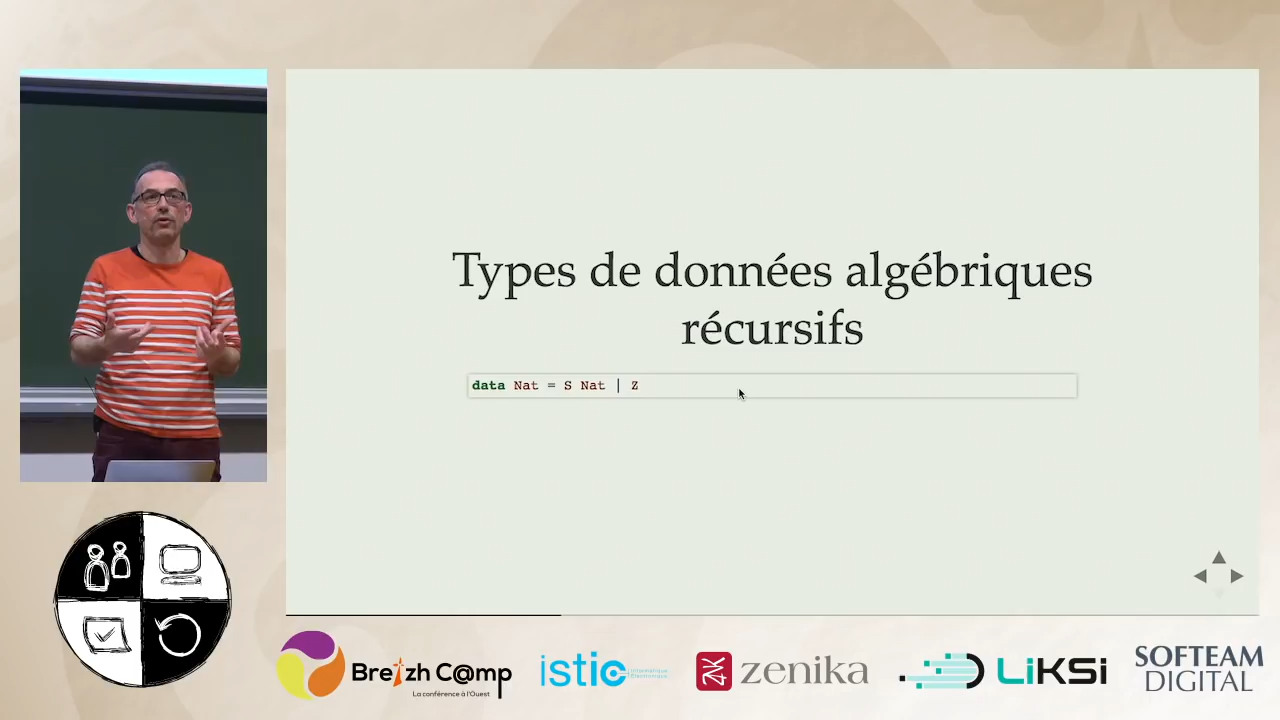 Types de données algébriques
récursifs
data Nat = S Nat | Z
Breizh C@mp
La conférence à l'Ouest
istic
Informatique
Électronique
zenika
LiKSi
SOFTEAM
DIGITAL